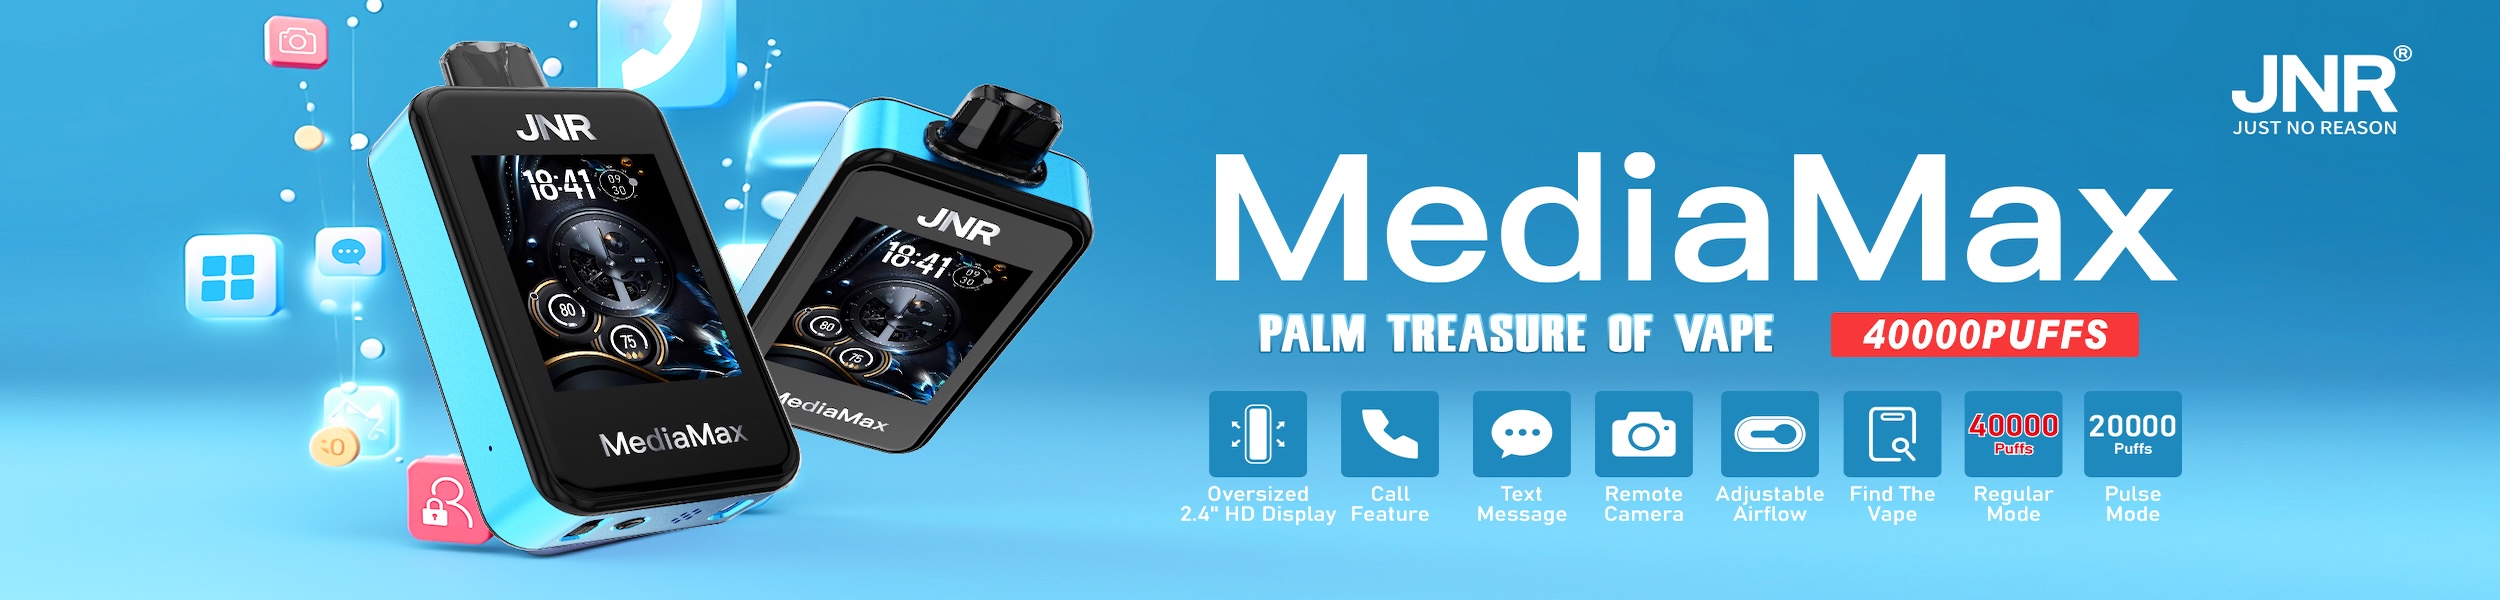 JNR
10:41
09
30
80
75
MediaMax
JNR
10:41
09
30
80
75
MediaMax
JNR®
JUST NO REASON
MediaMax
PALM TREASURE OF VAPE
40000PUFFS
Oversized
2.4" HD Display
Call
Feature
Text
Message
Remote
Camera
Adjustable
Airflow
Find The
Vape
40000
Puffs
Regular
Mode
20000
Puffs
Pulse
Mode